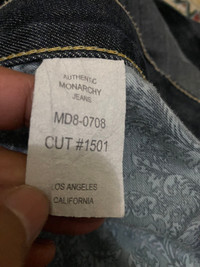 AUTHENTIC
MONARCHY
JEANS
MD8-0708
CUT #1501
LOS ANGELES
CALIFORNIA